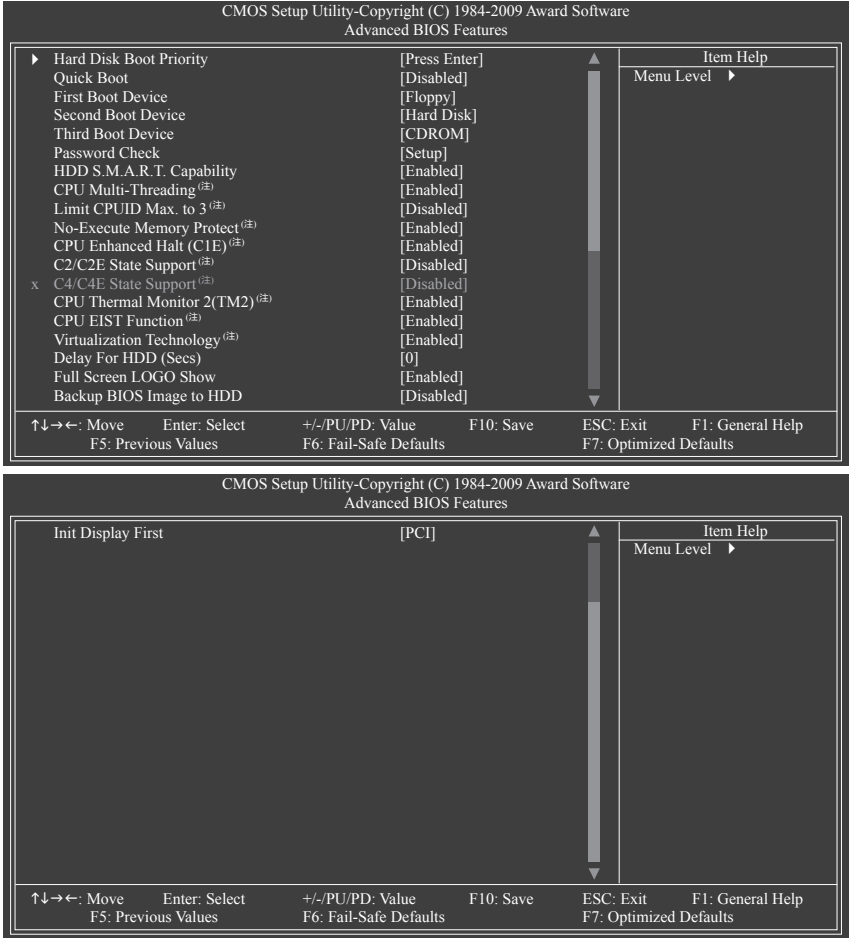 CMOS Setup Utility-Copyright (C) 1984-2009 Award Software
Advanced BIOS Features
Hard Disk Boot Priority [Press Enter]
Quick Boot [Disabled]
First Boot Device [Floppy]
Second Boot Device [Hard Disk]
Third Boot Device [CDROM]
Password Check [Setup]
HDD S.M.A.R.T. Capability [Enabled]
CPU Multi-Threading (注) [Enabled]
Limit CPUID Max. to 3 (注) [Disabled]
No-Execute Memory Protect (注) [Enabled]
CPU Enhanced Halt (C1E) (注) [Enabled]
C2/C2E State Support (注) [Disabled]
x C4/C4E State Support (注) [Disabled]
CPU Thermal Monitor 2(TM2) (注) [Enabled]
CPU EIST Function (注) [Enabled]
Virtualization Technology (注) [Enabled]
Delay For HDD (Secs) [0]
Full Screen LOGO Show [Enabled]
Backup BIOS Image to HDD [Disabled]
Item Help
Menu Level
↑↓→←: Move Enter: Select +/-/PU/PD: Value F10: Save ESC: Exit F1: General Help
F5: Previous Values F6: Fail-Safe Defaults F7: Optimized Defaults
CMOS Setup Utility-Copyright (C) 1984-2009 Award Software
Advanced BIOS Features
Init Display First [PCI]
Item Help
Menu Level
↑↓→←: Move Enter: Select +/-/PU/PD: Value F10: Save ESC: Exit F1: General Help
F5: Previous Values F6: Fail-Safe Defaults F7: Optimized Defaults